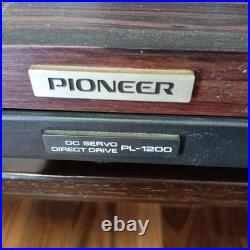 PIONEER
DC SERVO
DIRECT DRIVE PL-1200